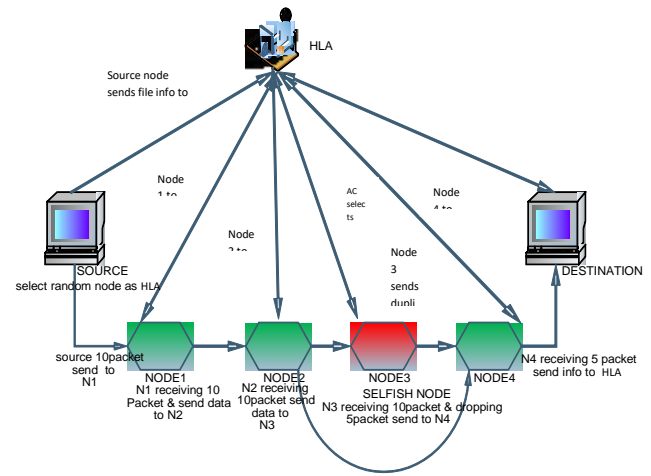 HLA
Source node
sends file info to
Node
1 to
Node
2 to
AC
selec
ts
Node
4 to
Node
3
sends
dupli
SOURCE
select random node as HLA
DESTINATION
source 10packet
send to
N1
NODE1
N1 receiving 10
Packet & send data
to N2
NODE2
N2 receiving
10packet send
data to
N3
NODE3
SELFISH NODE
N3 receiving 10packet & dropping
5packet send to N4
NODE4
N4 receiving 5 packet
send info to HLA